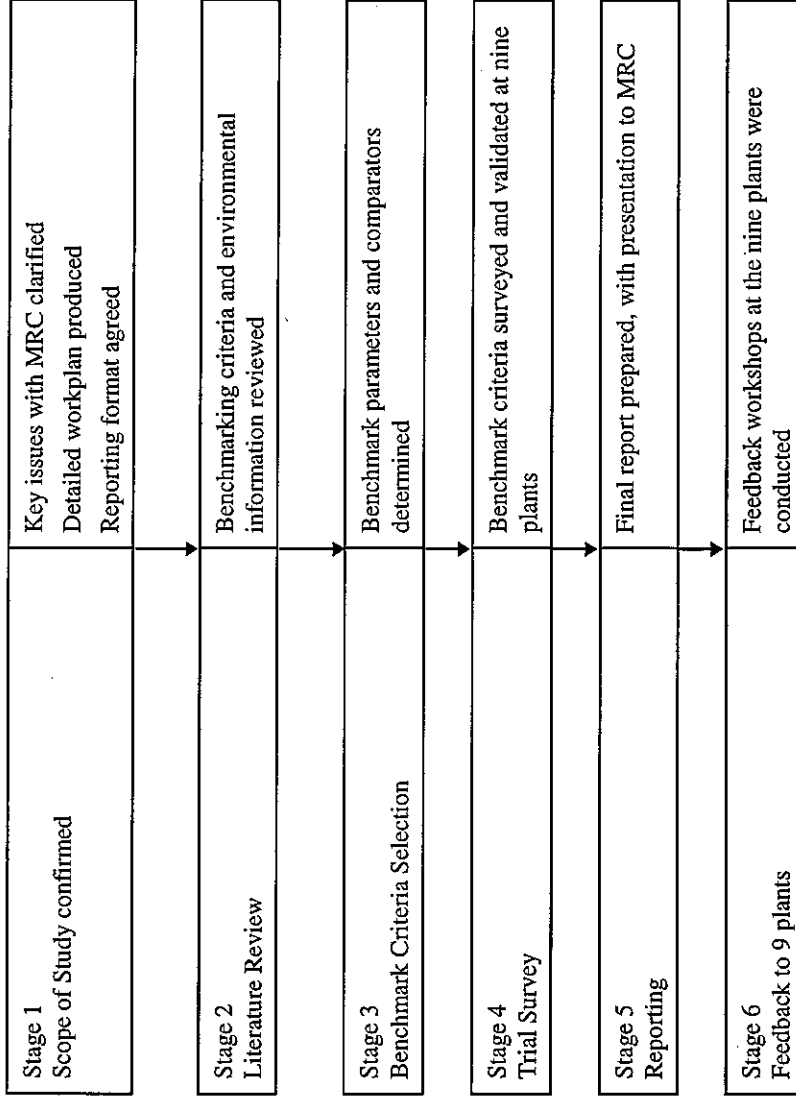 Stage 1
Scope of Study confirmed
Key issues with MRC clarified
Detailed workplan produced
Reporting format agreed
Stage 2
Literature Review
Benchmarking criteria and environmental
information reviewed
Stage 3
Benchmark Criteria Selection
Benchmark parameters and comparators
determined
Stage 4
Trial Survey
Benchmark criteria surveyed and validated at nine
plants
Stage 5
Reporting
Final report prepared, with presentation to MRC
Stage 6
Feedback to 9 plants
Feedback workshops at the nine plants were
conducted